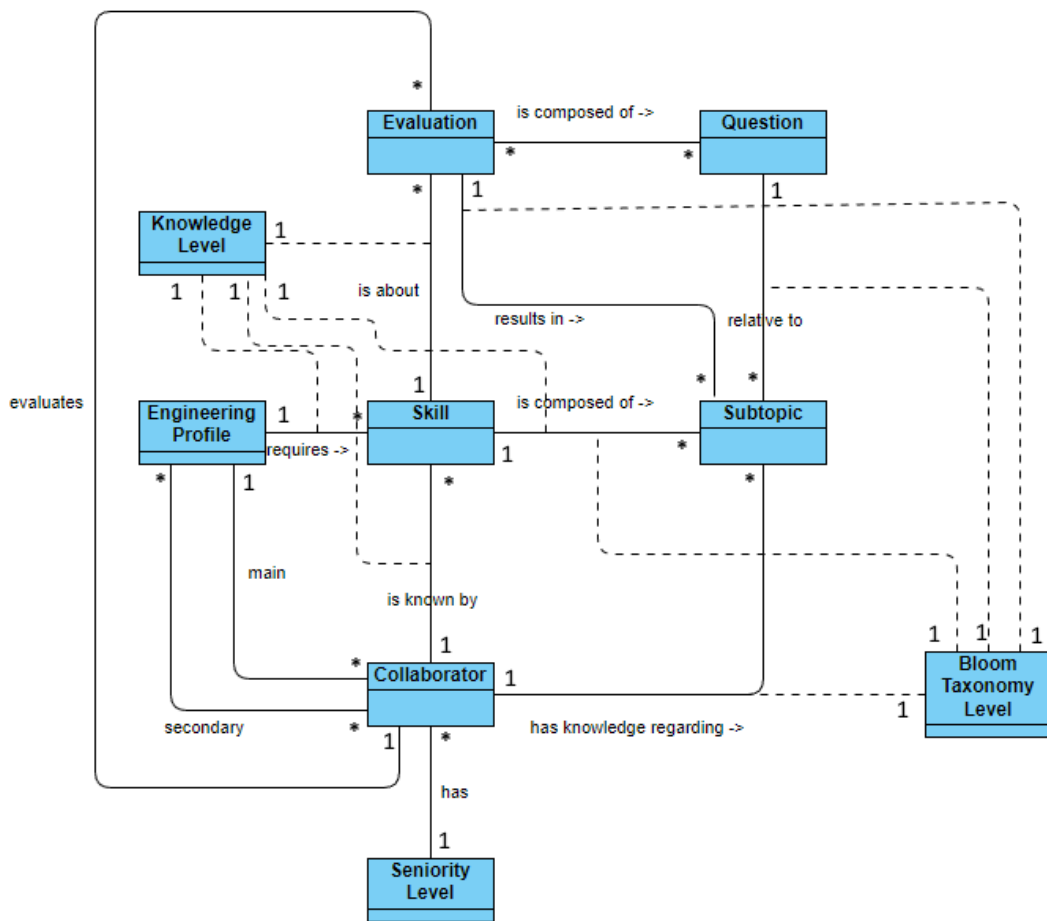 *
is composed of ->
Evaluation
Question
*
*
*
1
1
Knowledge
Level
1
1
1
1
is about
results in ->
relative to
evaluates
1
*
*
Engineering
Profile
1
*
Skill
is composed of ->
Subtopic
requires ->
1
*
*
1
*
*
main
is known by
1
*
Collaborator
1
1
1
1
Bloom
Taxonomy
Level
1
secondary
*
1
*
has knowledge regarding ->
has
1
Seniority
Level